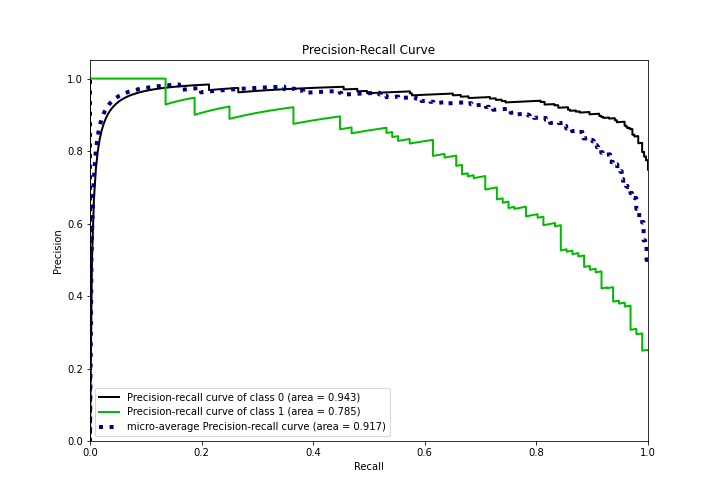 Precision-Recall Curve
1.0
0.8
0.6
0.4
0.2
0.0
Precision
Precision-recall curve of class 0 (area = 0.943)
Precision-recall curve of class 1 (area = 0.785)
micro-average Precision-recall curve (area = 0.917)
0.0 0.2 0.4 0.6 0.8 1.0
Recall